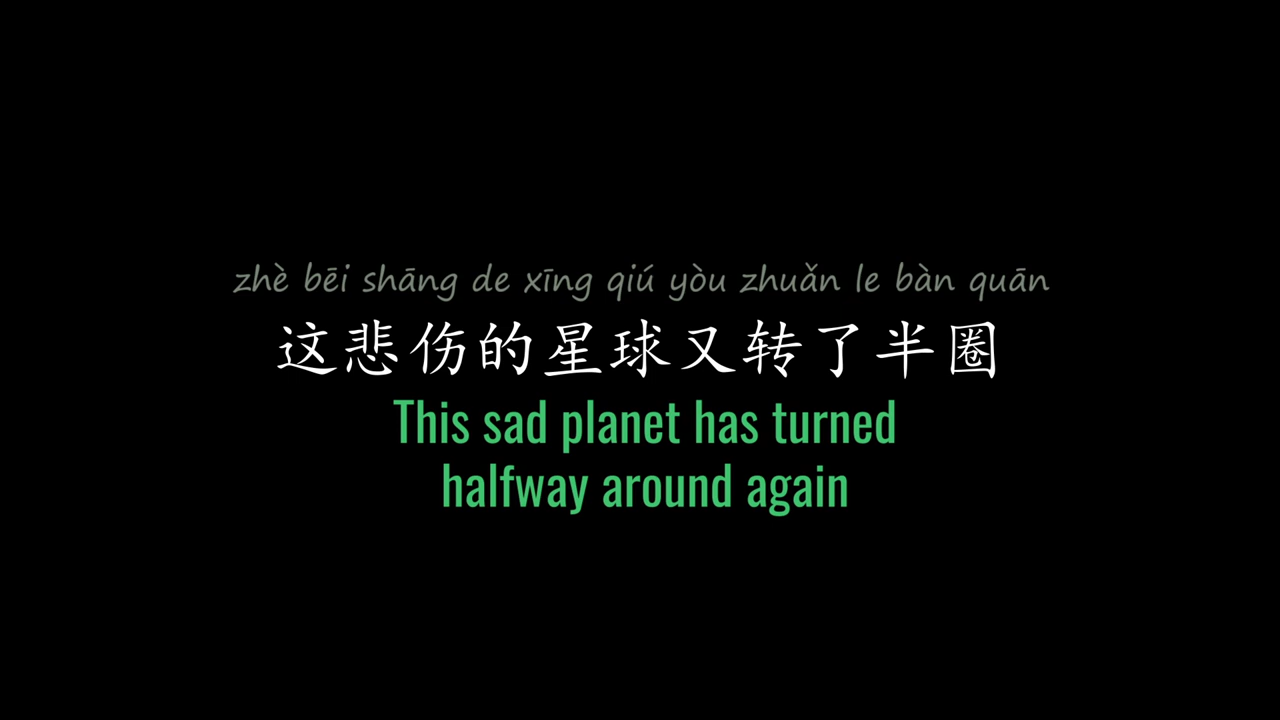 zhè bēi shāng de xīng qiú yòu zhuǎn le bàn quān
这悲伤的星球又转了半圈
This sad planet has turned
halfway around again